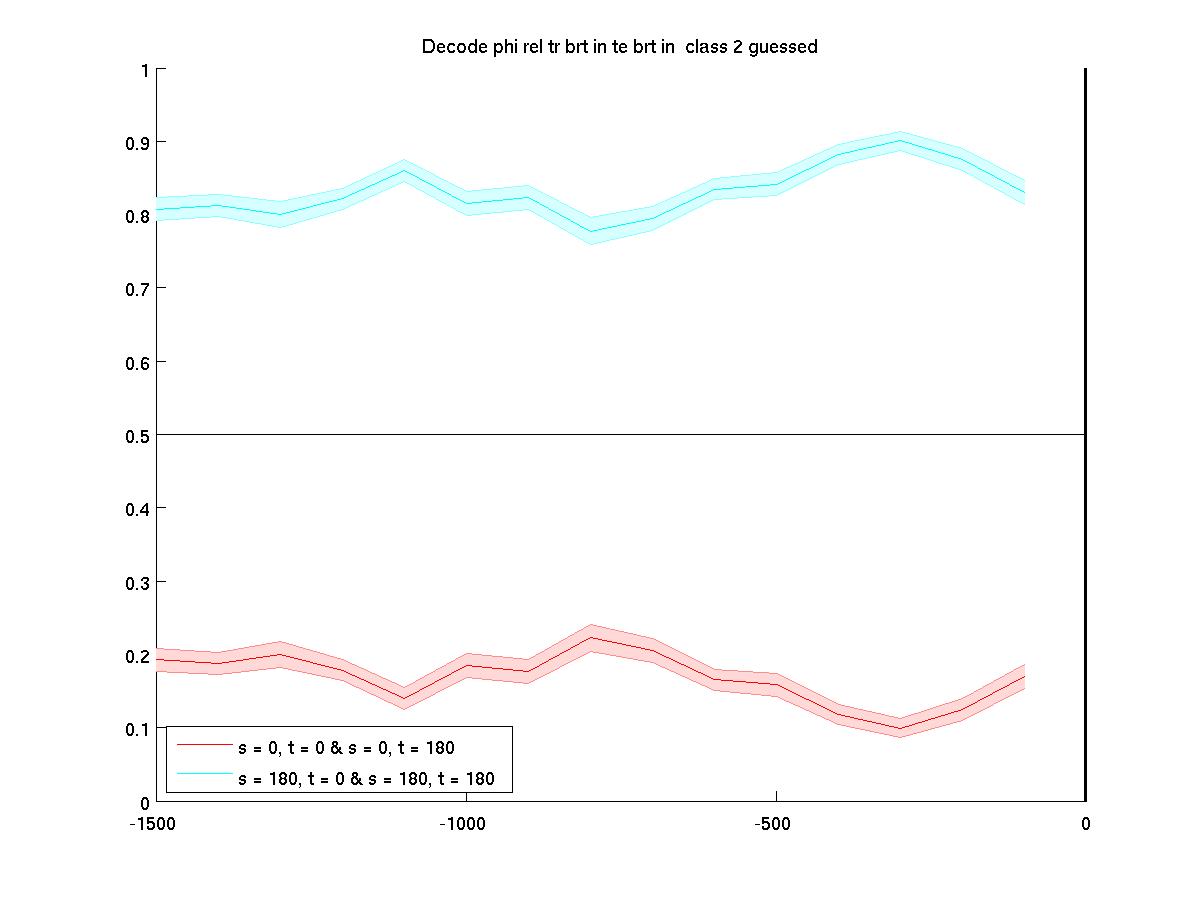 Decode phi rel tr brt in te brt in  class 2 guessed
1
0.9
0.8
0.7
0.6
0.5
0.4
0.3
0.2
0.1
0
s = 0, t = 0 & s = 0, t = 180
s = 180, t = 0 & s = 180, t = 180
-1500 -1000 -500 0